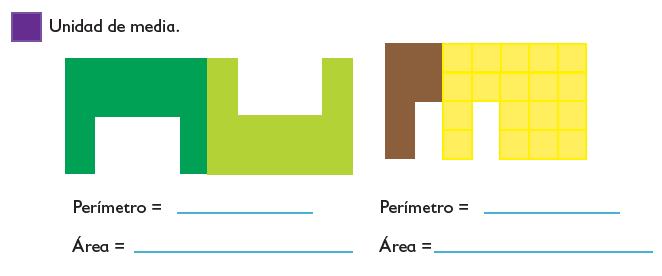 Unidad de media.
Perímetro = Perímetro =
Área = Área =